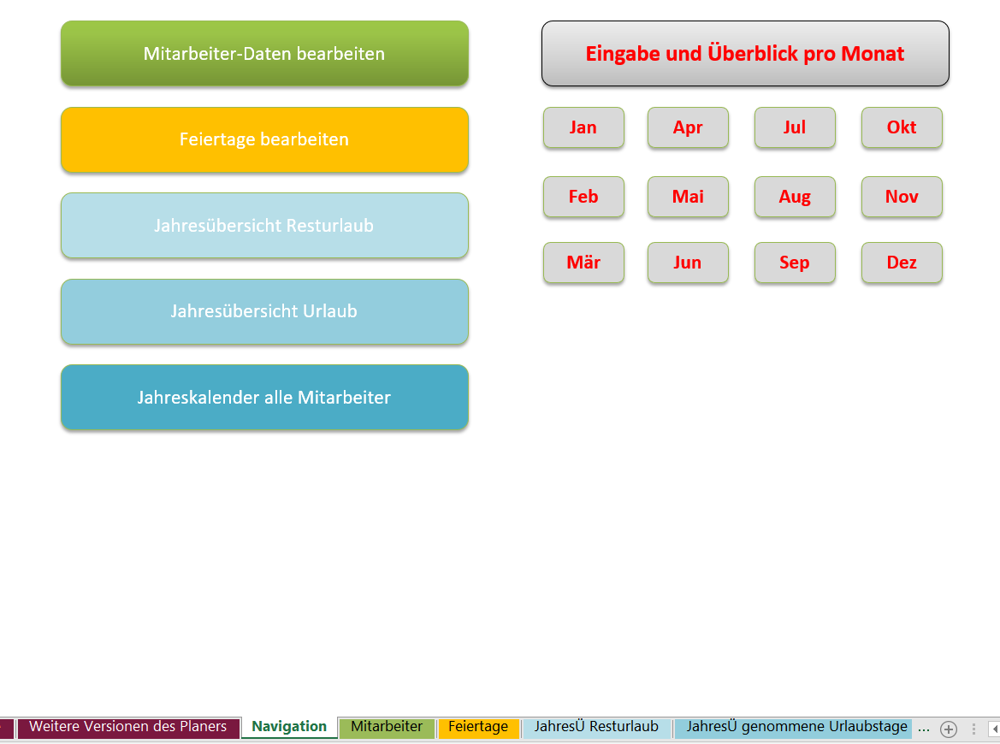 Mitarbeiter-Daten bearbeiten
Feiertage bearbeiten
Jahresübersicht Resturlaub
Jahresübersicht Urlaub
Jahreskalender alle Mitarbeiter
Eingabe und Überblick pro Monat
Jan Apr Jul Okt
Feb Mai Aug Nov
Mär Jun Sep Dez
Weitere Versionen des Planers Navigation Mitarbeiter Feiertage JahresÜ Resturlaub JahresÜ genommene Urlaubstage ...